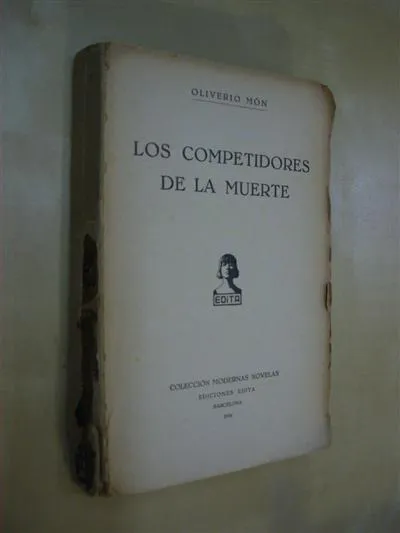 OLIVERIO MÓN
LOS COMPETIDORES
DE LA MUERTE
EDITA
COLECCIÓN MODERNAS NOVELAS
EDICIONES EDITA
BARCELONA